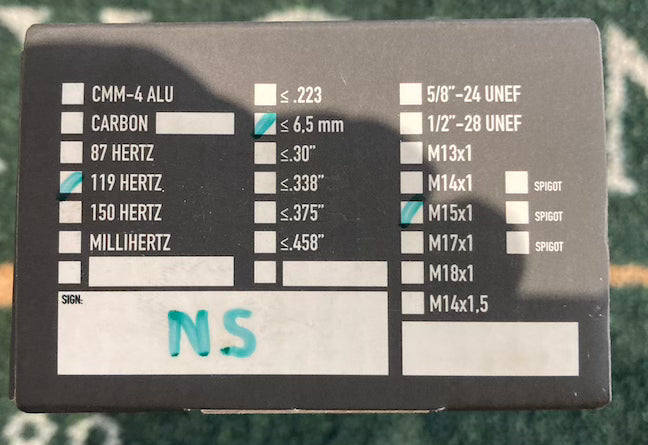 CMM-4 ALU
CARBON
87 HERTZ
119 HERTZ
150 HERTZ
MILLIHERTZ
≤ .223
≤ 6,5 mm
≤.30"
≤.338"
≤.375"
≤.458"
5/8"-24 UNEF
1/2"-28 UNEF
M13x1
M14x1 SPIGOT
M15x1 SPIGOT
M17x1 SPIGOT
M18x1
M14x1,5
SIGN:
NS